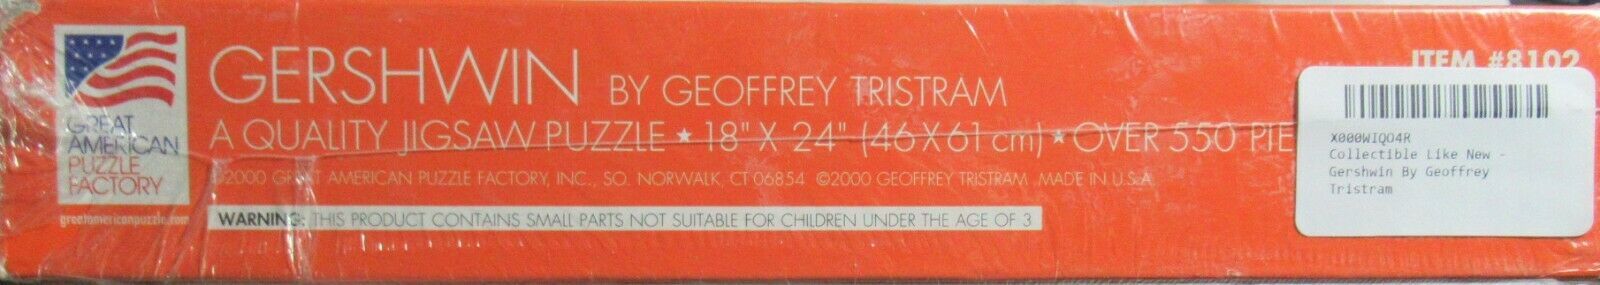 GREAT
AMERICAN
PUZZLE
FACTORY
greatamericanpuzzle.com
GERSHWIN BY GEOFFREY TRISTRAM
A QUALITY JIGSAW PUZZLE ★ 18" X 24" (46 X 61 cm) ★ OVER 550 PIE
©2000 GREAT AMERICAN PUZZLE FACTORY, INC., SO. NORWALK, CT 06854 ©2000 GEOFFREY TRISTRAM MADE IN U.S.A.
WARNING: THIS PRODUCT CONTAINS SMALL PARTS NOT SUITABLE FOR CHILDREN UNDER THE AGE OF 3
ITEM #8102
X000WIQO4R
Collectible Like New -
Gershwin By Geoffrey
Tristram